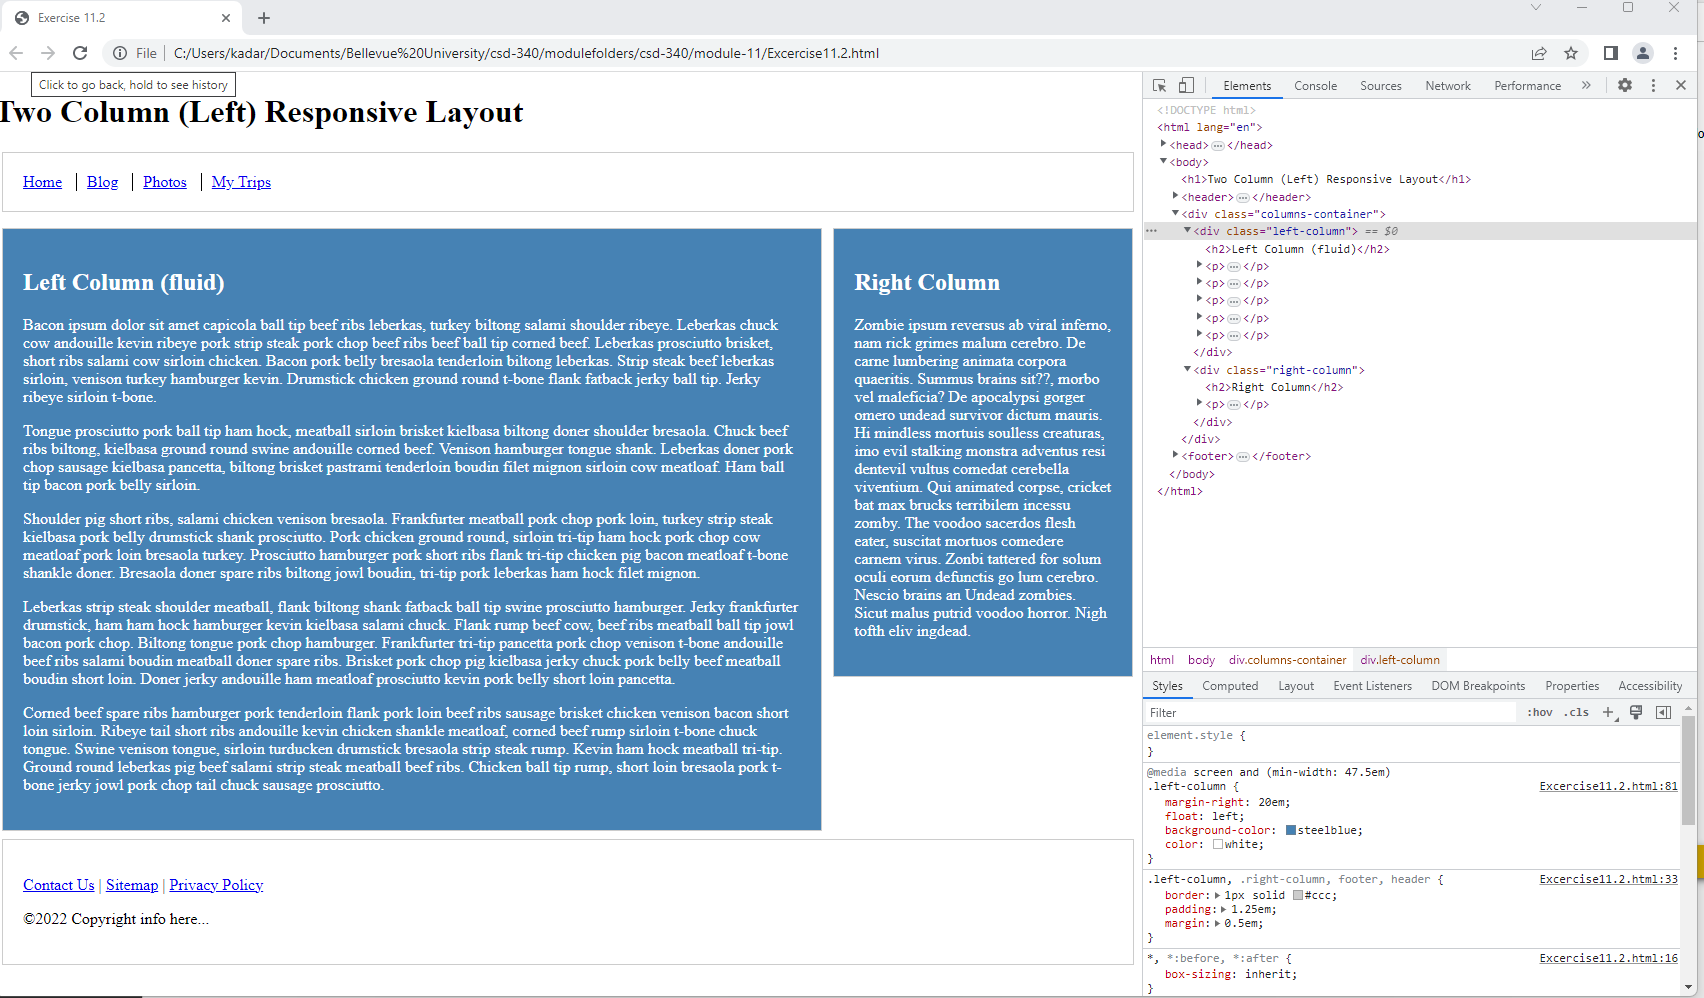 Exercise 11.2
File
C:/Users/kadar/Documents/Bellevue%20University/csd-340/modulefolders/csd-340/module-11/Excercise11.2.html
Click to go back, hold to see history
Two Column (Left) Responsive Layout
Home
Blog
Photos
My Trips
Left Column (fluid)
Bacon ipsum dolor sit amet capicola ball tip beef ribs leberkas, turkey biltong salami shoulder ribeye. Leberkas chuck
cow andouille kevin ribeye pork strip steak pork chop beef ribs beef ball tip corned beef. Leberkas prosciutto brisket,
short ribs salami cow sirloin chicken. Bacon pork belly bresaola tenderloin biltong leberkas. Strip steak beef leberkas
sirloin, venison turkey hamburger kevin. Drumstick chicken ground round t-bone flank fatback jerky ball tip. Jerky
ribeye sirloin t-bone.
Tongue prosciutto pork ball tip ham hock, meatball sirloin brisket kielbasa biltong doner shoulder bresaola. Chuck beef
ribs biltong, kielbasa ground round swine andouille corned beef. Venison hamburger tongue shank. Leberkas doner pork
chop sausage kielbasa pancetta, biltong brisket pastrami tenderloin boudin filet mignon sirloin cow meatloaf. Ham ball
tip bacon pork belly sirloin.
Shoulder pig short ribs, salami chicken venison bresaola. Frankfurter meatball pork chop pork loin, turkey strip steak
kielbasa pork belly drumstick shank prosciutto. Pork chicken ground round, sirloin tri-tip ham hock pork chop cow
meatloaf pork loin bresaola turkey. Prosciutto hamburger pork short ribs flank tri-tip chicken pig bacon meatloaf t-bone
shankle doner. Bresaola doner spare ribs biltong jowl boudin, tri-tip pork leberkas ham hock filet mignon.
Leberkas strip steak shoulder meatball, flank biltong shank fatback ball tip swine prosciutto hamburger. Jerky frankfurter
drumstick, ham ham hock hamburger kevin kielbasa salami chuck. Flank rump beef cow, beef ribs meatball ball tip jowl
bacon pork chop. Biltong tongue pork chop hamburger. Frankfurter tri-tip pancetta pork chop venison t-bone andouille
beef ribs salami boudin meatball doner spare ribs. Brisket pork chop pig kielbasa jerky chuck pork belly beef meatball
boudin short loin. Doner jerky andouille ham meatloaf prosciutto kevin pork belly short loin pancetta.
Corned beef spare ribs hamburger pork tenderloin flank pork loin beef ribs sausage brisket chicken venison bacon short
loin sirloin. Ribeye tail short ribs andouille kevin chicken shankle meatloaf, corned beef rump sirloin t-bone chuck
tongue. Swine venison tongue, sirloin turducken drumstick bresaola strip steak rump. Kevin ham hock meatball tri-tip.
Ground round leberkas pig beef salami strip steak meatball beef ribs. Chicken ball tip rump, short loin bresaola pork t-
bone jerky jowl pork chop tail chuck sausage prosciutto.
Right Column
Zombie ipsum reversus ab viral inferno,
nam rick grimes malum cerebro. De
carne lumbering animata corpora
quaeritis. Summus brains sit??, morbo
vel maleficia? De apocalypsi gorger
omero undead survivor dictum mauris.
Hi mindless mortuis soulless creaturas,
imo evil stalking monstra adventus resi
dentevil vultus comedat cerebella
viventium. Qui animated corpse, cricket
bat max brucks terribilem incessu
zomby. The voodoo sacerdos flesh
eater, suscitat mortuos comedere
carnem virus. Zonbi tattered for solum
oculi eorum defunctis go lum cerebro.
Nescio brains an Undead zombies.
Sicut malus putrid voodoo horror. Nigh
tofth eliv ingdead.
Contact Us | Sitemap | Privacy Policy
©2022 Copyright info here...
Elements Console Sources Network Performance »
<!DOCTYPE html>
<html lang="en">
<head>…</head>
<body>
<h1>Two Column (Left) Responsive Layout</h1>
<header>…</header>
<div class="columns-container">
<div class="left-column"> == $0
<h2>Left Column (fluid)</h2>
<p>…</p>
<p>…</p>
<p>…</p>
<p>…</p>
<p>…</p>
</div>
<div class="right-column">
<h2>Right Column</h2>
<p>…</p>
</div>
</div>
<footer>…</footer>
</body>
</html>
html body div.columns-container div.left-column
Styles Computed Layout Event Listeners DOM Breakpoints Properties Accessibility
Filter :hov .cls +
element.style {
}
@media screen and (min-width: 47.5em)
.left-column { Excercise11.2.html:81
margin-right: 20em;
float: left;
background-color: steelblue;
color: white;
}
.left-column, .right-column, footer, header { Excercise11.2.html:33
border: 1px solid #ccc;
padding: 1.25em;
margin: 0.5em;
}
*, *:before, *:after { Excercise11.2.html:16
box-sizing: inherit;
}